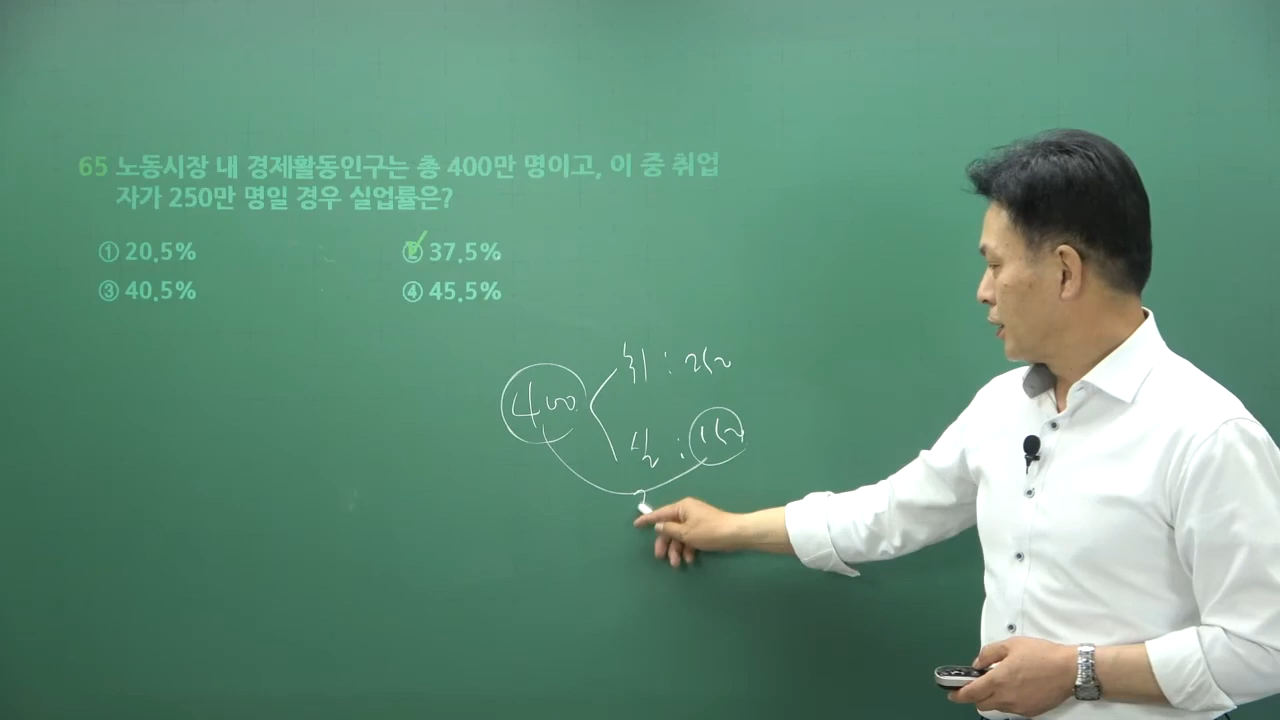 65 노동시장 내 경제활동인구는 총 400만 명이고, 이 중 취업
자가 250만 명일 경우 실업률은?
① 20.5%
② 37.5%
③ 40.5%
④ 45.5%
취 : 250
400
실 : 150